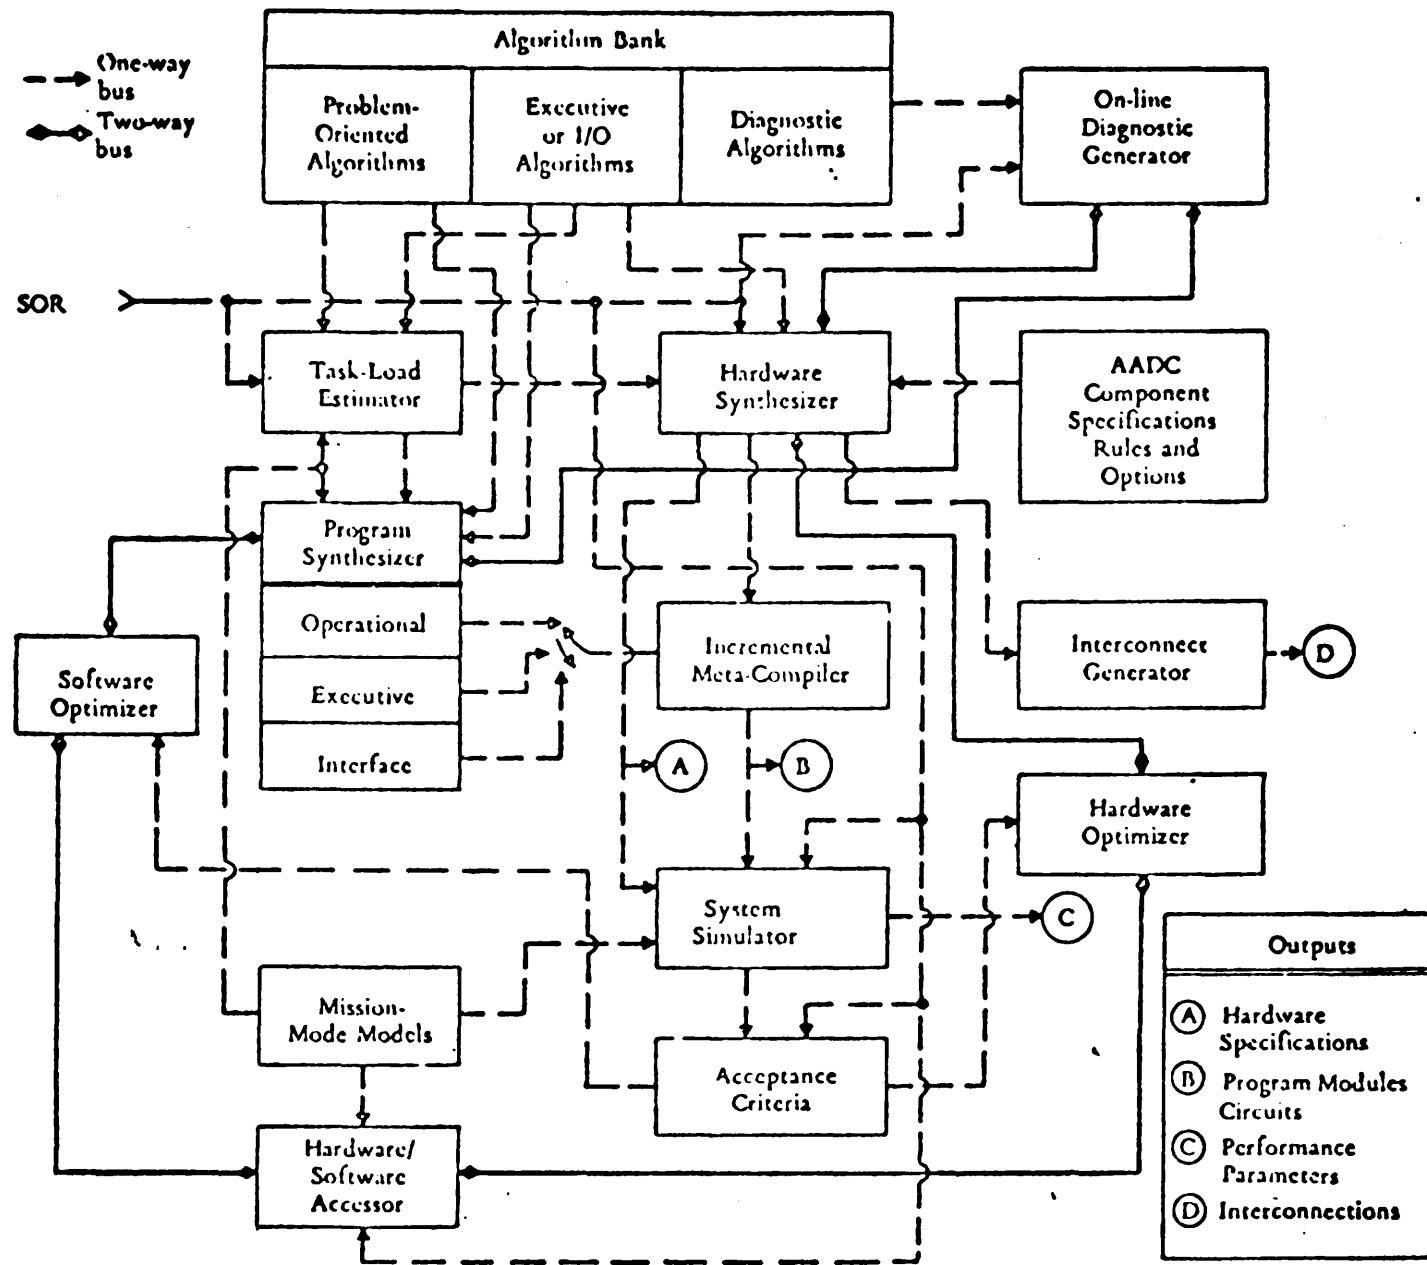 One-way
bus
Two-way
bus
Algorithm Bank
Problem-
Oriented
Algorithms
Executive
or I/O
Algorithms
Diagnostic
Algorithms
On-line
Diagnostic
Generator
SOR
Task-Load
Estimator
Hardware
Synthesizer
AADC
Component
Specifications
Rules and
Options
Program
Synthesizer
Operational
Executive
Interface
Incremental
Meta-Compiler
Interconnect
Generator
D
Software
Optimizer
A
B
Hardware
Optimizer
System
Simulator
C
Mission-
Mode Models
Acceptance
Criteria
Hardware/
Software
Accessor
Outputs
A Hardware
Specifications
B Program Modules
Circuits
C Performance
Parameters
D Interconnections